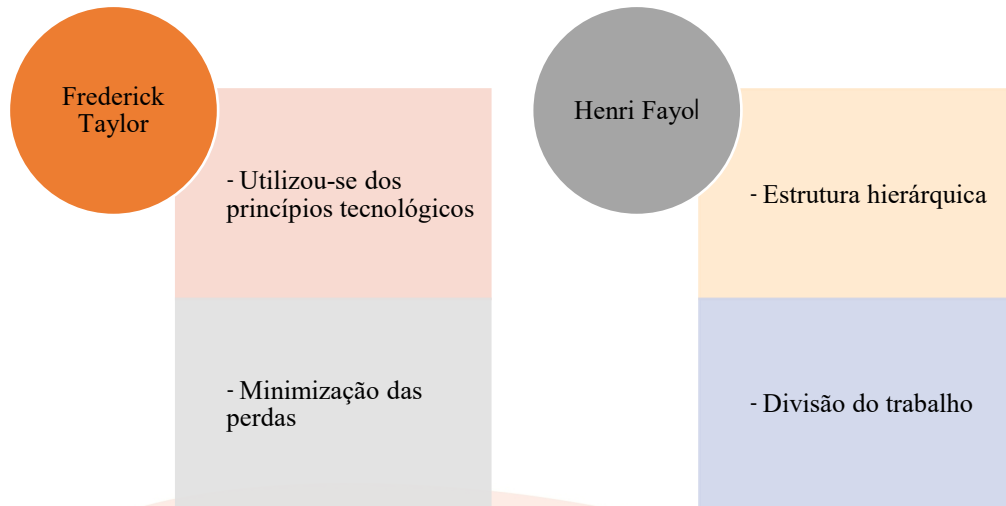 Frederick
Taylor
- Utilizou-se dos
princípios tecnológicos
- Minimização das
perdas
Henri Fayol
- Estrutura hierárquica
- Divisão do trabalho